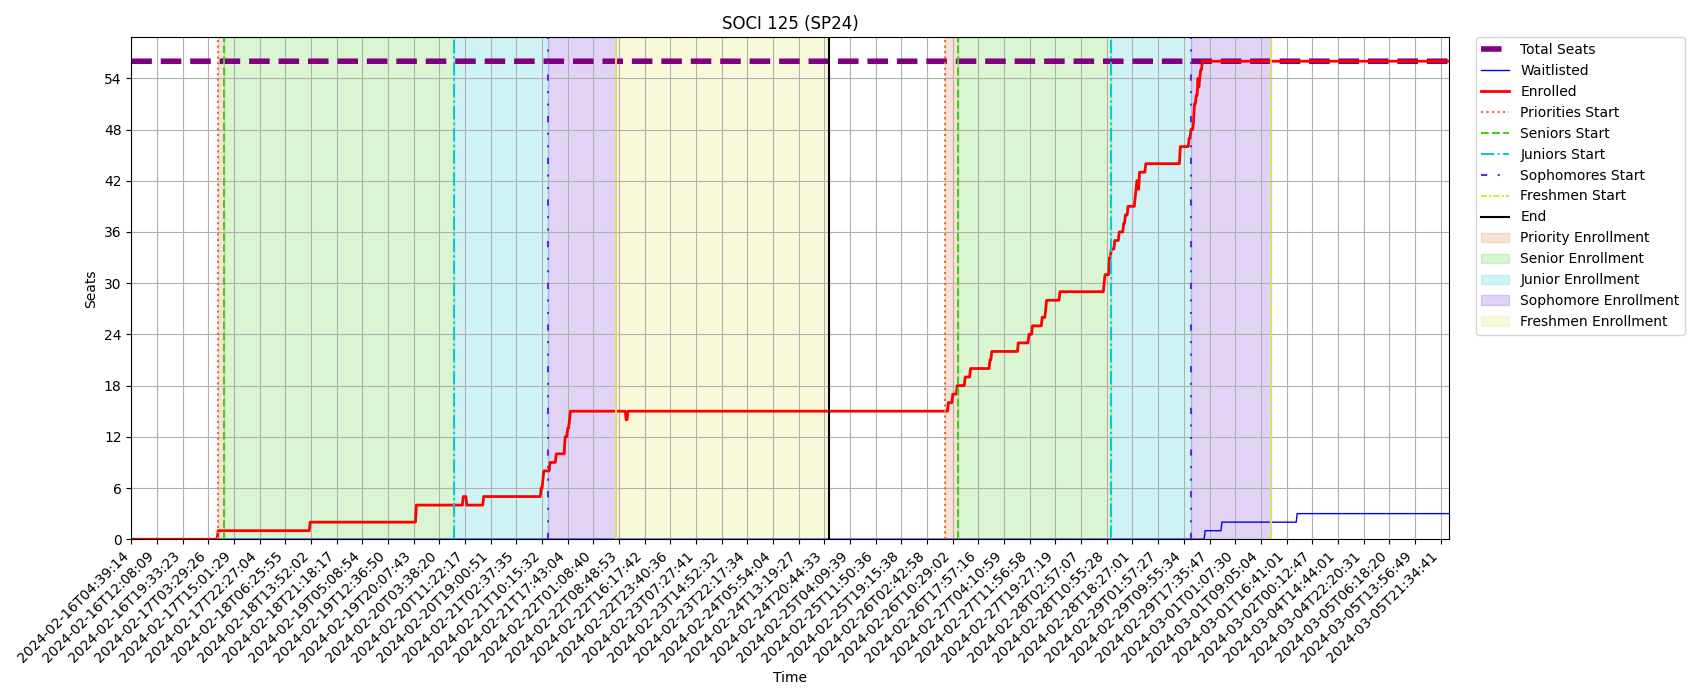 SOCI 125 (SP24)
Seats
54
48
42
36
30
24
18
12
6
0
2024-02-16T04:39:14
2024-02-16T12:08:09
2024-02-16T19:33:23
2024-02-17T03:29:26
2024-02-17T15:01:29
2024-02-17T22:27:04
2024-02-18T06:25:55
2024-02-18T13:52:02
2024-02-18T21:18:17
2024-02-19T05:08:54
2024-02-19T12:36:50
2024-02-19T20:07:43
2024-02-20T03:38:20
2024-02-20T11:22:17
2024-02-20T19:00:51
2024-02-21T02:37:35
2024-02-21T10:15:32
2024-02-21T17:43:04
2024-02-22T01:08:40
2024-02-22T08:48:53
2024-02-22T16:17:42
2024-02-22T23:40:36
2024-02-23T07:27:41
2024-02-23T14:52:32
2024-02-23T22:17:34
2024-02-24T05:54:04
2024-02-24T13:19:27
2024-02-24T20:44:33
2024-02-25T04:09:39
2024-02-25T11:50:36
2024-02-25T19:15:38
2024-02-26T02:42:58
2024-02-26T10:29:02
2024-02-26T17:57:16
2024-02-27T04:10:59
2024-02-27T11:56:58
2024-02-27T19:27:19
2024-02-28T02:57:07
2024-02-28T10:55:28
2024-02-28T18:27:01
2024-02-29T01:57:27
2024-02-29T09:55:34
2024-02-29T17:35:47
2024-03-01T01:07:30
2024-03-01T09:05:04
2024-03-01T16:41:01
2024-03-02T00:12:47
2024-03-04T14:44:01
2024-03-04T22:20:31
2024-03-05T06:18:20
2024-03-05T13:56:49
2024-03-05T21:34:41
Time
Total Seats
Waitlisted
Enrolled
Priorities Start
Seniors Start
Juniors Start
Sophomores Start
Freshmen Start
End
Priority Enrollment
Senior Enrollment
Junior Enrollment
Sophomore Enrollment
Freshmen Enrollment